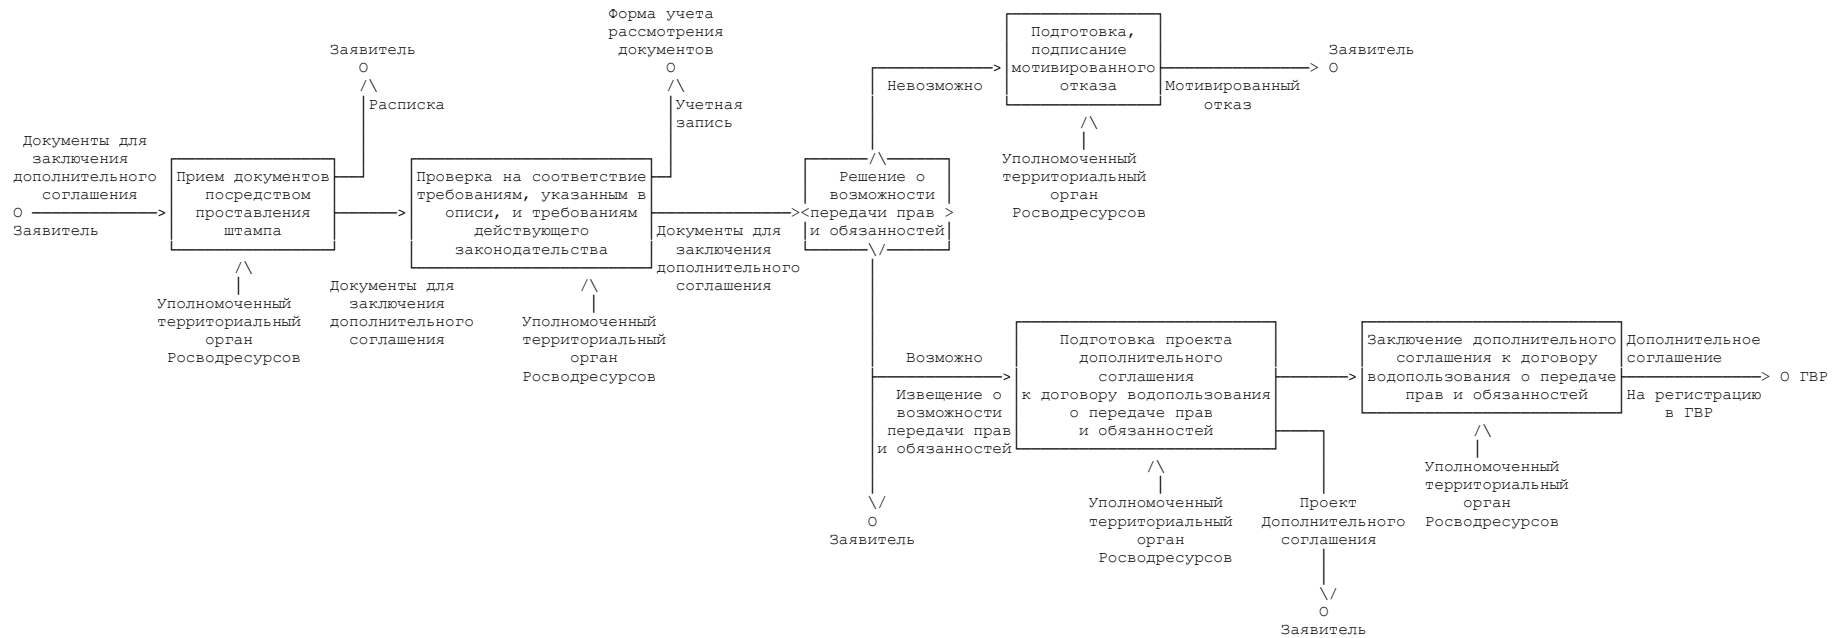 Форма учета
рассмотрения
документов
Заявитель
О
О
Расписка
Учетная
запись
Документы для
заключения
дополнительного
соглашения
О
Заявитель
Прием документов
посредством
проставления
штампа
Уполномоченный
территориальный
орган
Росводресурсов
Документы для
заключения
дополнительного
соглашения
Проверка на соответствие
требованиям, указанным в
описи, и требованиям
действующего
законодательства
Уполномоченный
территориальный
орган
Росводресурсов
Документы для
заключения
дополнительного
соглашения
Решение о
возможности
передачи прав
и обязанностей
Невозможно
Подготовка,
подписание
мотивированного
отказа
Мотивированный
отказ
Заявитель
О
Уполномоченный
территориальный
орган
Росводресурсов
Возможно
Извещение о
возможности
передачи прав
и обязанностей
О
Заявитель
Подготовка проекта
дополнительного
соглашения
к договору водопользования
о передаче прав
и обязанностей
Уполномоченный
территориальный
орган
Росводресурсов
Проект
Дополнительного
соглашения
О
Заявитель
Заключение дополнительного
соглашения к договору
водопользования о передаче
прав и обязанностей
Уполномоченный
территориальный
орган
Росводресурсов
Дополнительное
соглашение
О ГВР
На регистрацию
в ГВР